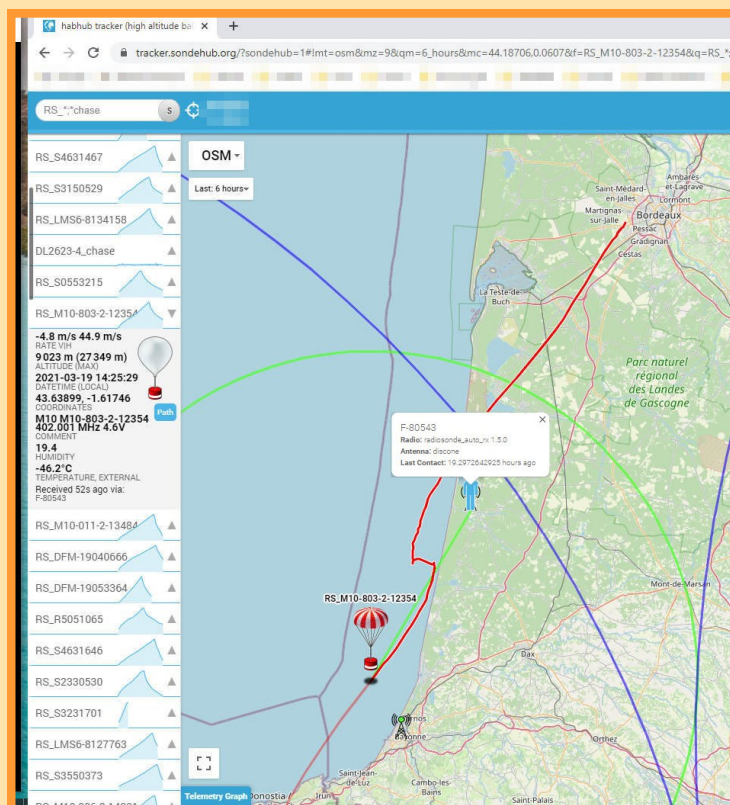 habhub tracker (high altitude ba
tracker.sondehub.org/?sondehub=1#!mt=osm&mz=9&qm=6_hours&mc=44.18706,0.0607&f=RS_M10-803-2-12354&q=RS_*;
RS_*;*chase
S
RS_S4631467
RS_S3150529
RS_LMS6-8134158
DL2623-4_chase
RS_S0553215
RS_M10-803-2-12354
-4.8 m/s 44.9 m/s
RATE V|H
9 023 m (27 349 m)
ALTITUDE (MAX)
2021-03-19 14:25:29
DATETIME (LOCAL)
43.63899, -1.61746
COORDINATES
Path
M10 M10-803-2-12354
402.001 MHz 4.6V
COMMENT
19.4
HUMIDITY
-46.2°C
TEMPERATURE, EXTERNAL
Received 52s ago via:
F-80543
RS_M10-011-2-13484
RS_DFM-19040666
RS_DFM-19053364
RS_R5051065
RS_S4631646
RS_S2330530
RS_S3231701
RS_LMS6-8127763
RS_S3550373
OSM
Last: 6 hours
Ambarès-
et-Lagrave
Saint-Médard-
en-Jalles
Lormont
Martignas-
sur-Jalle
Bordeaux
Pessac
Gradignan
Cestas
La Teste-de-
Buch
Parc naturel
régional
des Landes
de Gascogne
F-80543
Radio: radiosonde_auto_rx 1.5.0
Antenna: discone
Last Contact: 19.2972642925 hours ago
Mont-de-Marsan
RS_M10-803-2-12354
Dax
Bayonne
Orthez
Saint-Jean-
de-Luz
Cambo-les-
Bains
Donostia
Irun
Saint-Palais
Telemetry Graph